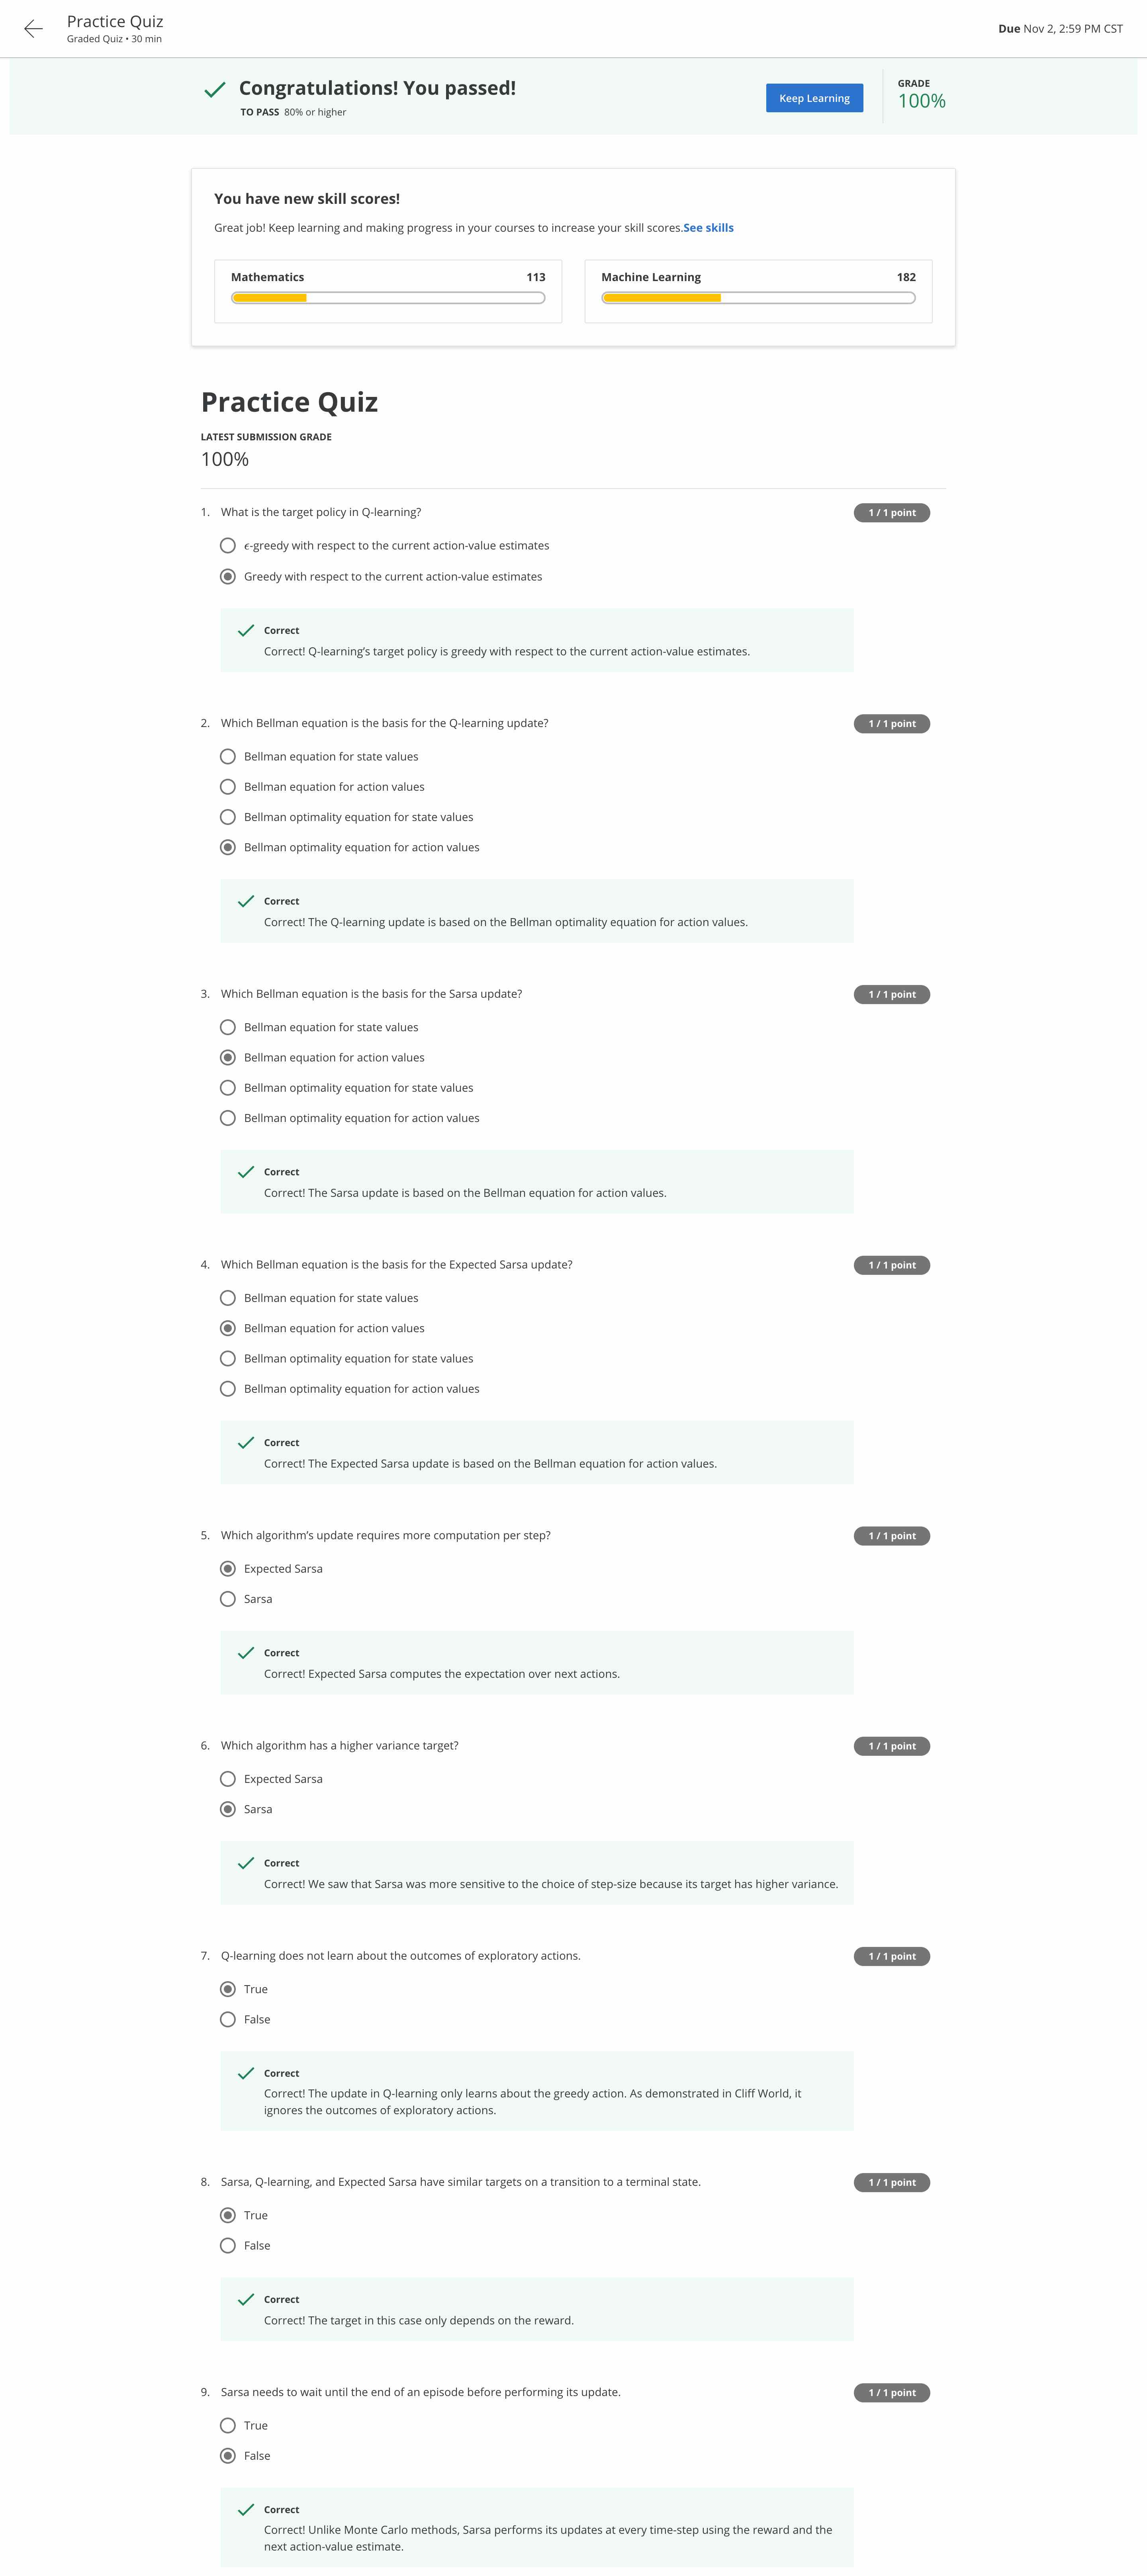 Practice Quiz
Graded Quiz • 30 min
Due Nov 2, 2:59 PM CST
Congratulations! You passed!
TO PASS 80% or higher
Keep Learning
GRADE
100%
You have new skill scores!
Great job! Keep learning and making progress in your courses to increase your skill scores.See skills
Mathematics 113
Machine Learning 182
Practice Quiz
LATEST SUBMISSION GRADE
100%
1. What is the target policy in Q-learning? 1 / 1 point
ϵ-greedy with respect to the current action-value estimates
Greedy with respect to the current action-value estimates
Correct
Correct! Q-learning’s target policy is greedy with respect to the current action-value estimates.
2. Which Bellman equation is the basis for the Q-learning update? 1 / 1 point
Bellman equation for state values
Bellman equation for action values
Bellman optimality equation for state values
Bellman optimality equation for action values
Correct
Correct! The Q-learning update is based on the Bellman optimality equation for action values.
3. Which Bellman equation is the basis for the Sarsa update? 1 / 1 point
Bellman equation for state values
Bellman equation for action values
Bellman optimality equation for state values
Bellman optimality equation for action values
Correct
Correct! The Sarsa update is based on the Bellman equation for action values.
4. Which Bellman equation is the basis for the Expected Sarsa update? 1 / 1 point
Bellman equation for state values
Bellman equation for action values
Bellman optimality equation for state values
Bellman optimality equation for action values
Correct
Correct! The Expected Sarsa update is based on the Bellman equation for action values.
5. Which algorithm’s update requires more computation per step? 1 / 1 point
Expected Sarsa
Sarsa
Correct
Correct! Expected Sarsa computes the expectation over next actions.
6. Which algorithm has a higher variance target? 1 / 1 point
Expected Sarsa
Sarsa
Correct
Correct! We saw that Sarsa was more sensitive to the choice of step-size because its target has higher variance.
7. Q-learning does not learn about the outcomes of exploratory actions. 1 / 1 point
True
False
Correct
Correct! The update in Q-learning only learns about the greedy action. As demonstrated in Cliff World, it
ignores the outcomes of exploratory actions.
8. Sarsa, Q-learning, and Expected Sarsa have similar targets on a transition to a terminal state. 1 / 1 point
True
False
Correct
Correct! The target in this case only depends on the reward.
9. Sarsa needs to wait until the end of an episode before performing its update. 1 / 1 point
True
False
Correct
Correct! Unlike Monte Carlo methods, Sarsa performs its updates at every time-step using the reward and the
next action-value estimate.